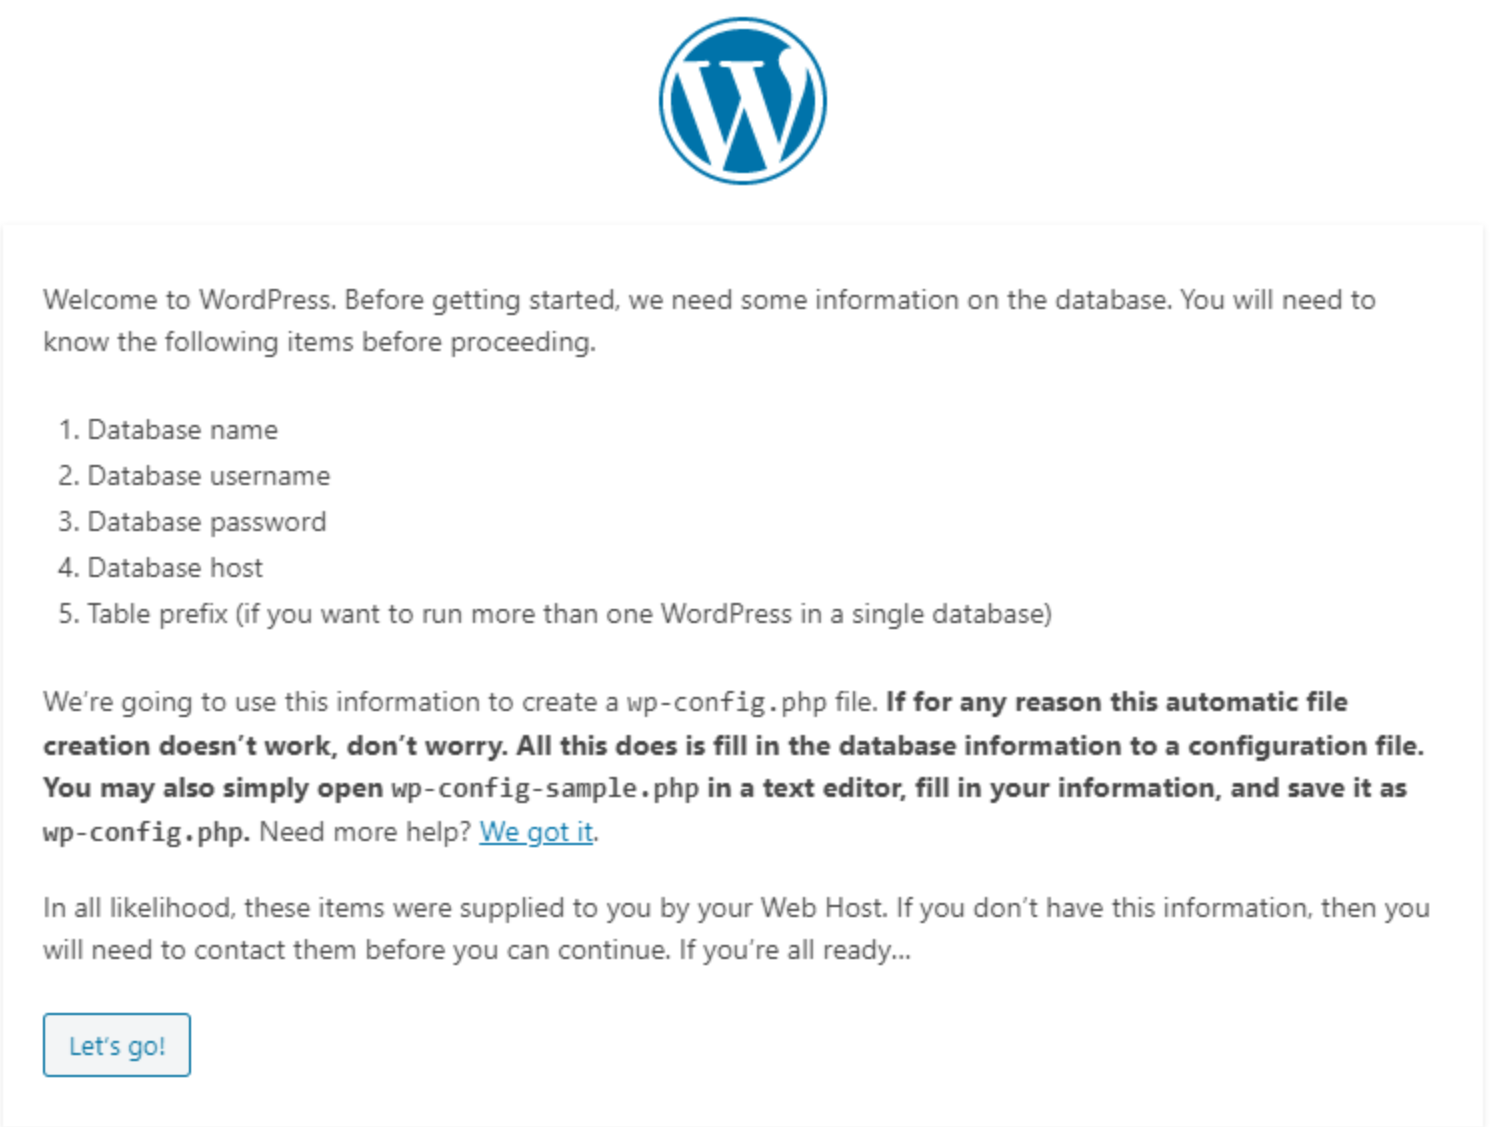 W
Welcome to WordPress. Before getting started, we need some information on the database. You will need to
know the following items before proceeding.
1. Database name
2. Database username
3. Database password
4. Database host
5. Table prefix (if you want to run more than one WordPress in a single database)
We’re going to use this information to create a wp-config.php file. If for any reason this automatic file
creation doesn’t work, don’t worry. All this does is fill in the database information to a configuration file.
You may also simply open wp-config-sample.php in a text editor, fill in your information, and save it as
wp-config.php. Need more help? We got it.
In all likelihood, these items were supplied to you by your Web Host. If you don’t have this information, then you
will need to contact them before you can continue. If you’re all ready...
Let’s go!